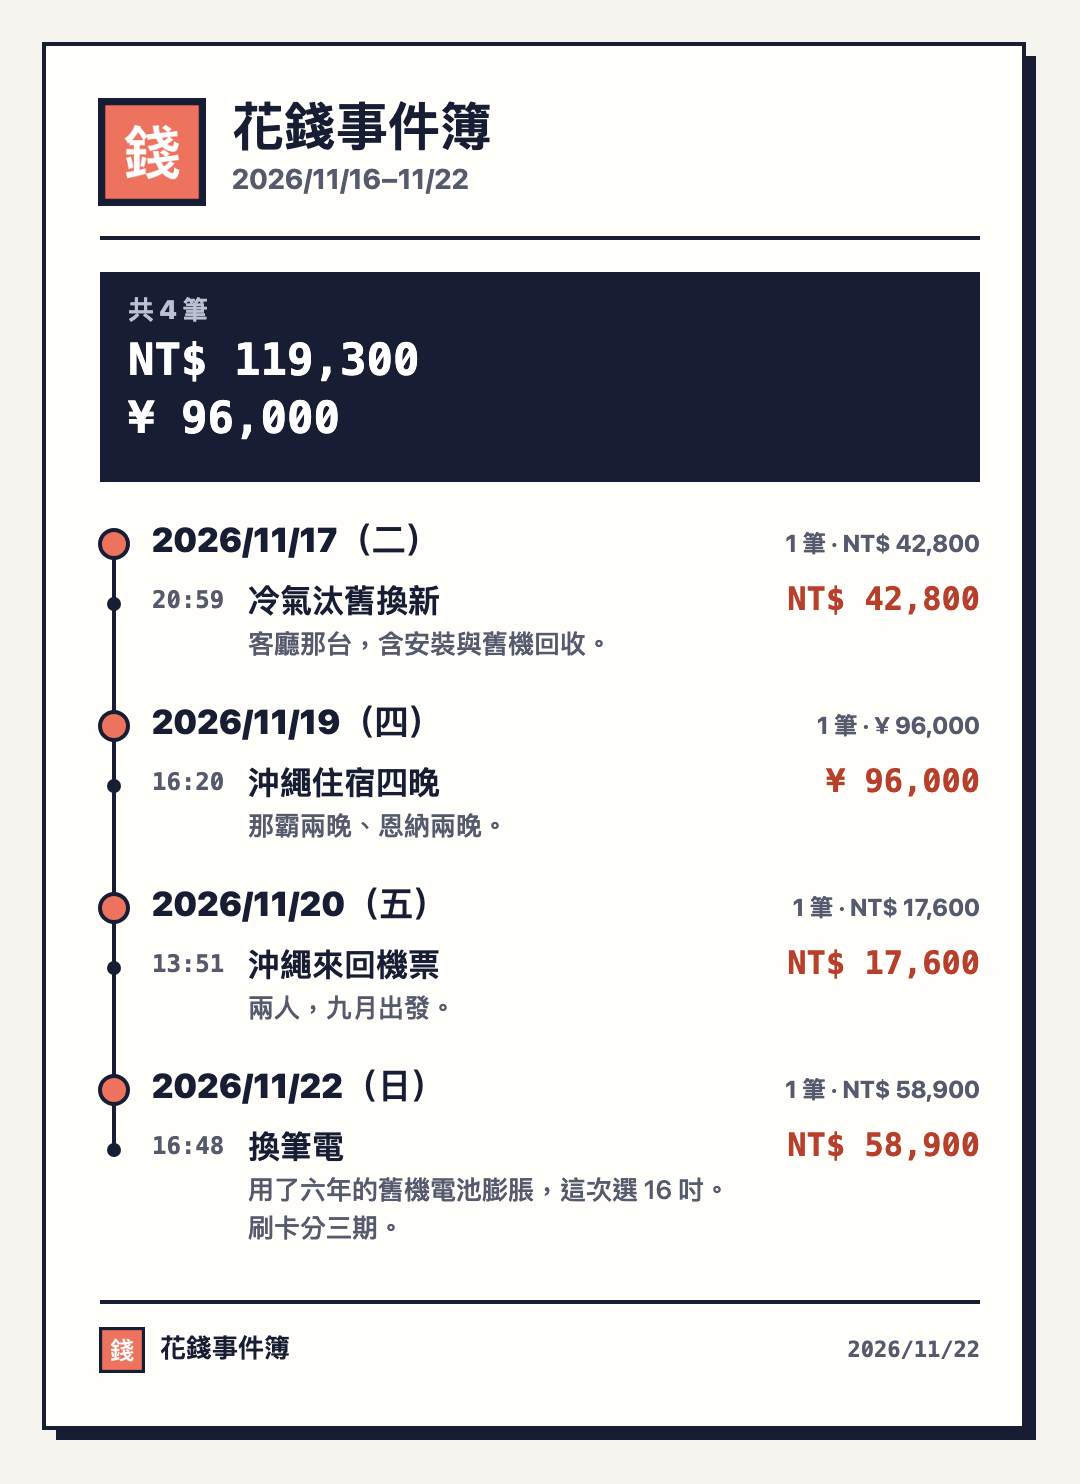 錢
花錢事件簿
2026/11/16–11/22
共 4 筆
NT$ 119,300
¥ 96,000
2026/11/17（二） 1 筆 · NT$ 42,800
20:59 冷氣汰舊換新 NT$ 42,800
客廳那台，含安裝與舊機回收。
2026/11/19（四） 1 筆 · ¥ 96,000
16:20 沖繩住宿四晚 ¥ 96,000
那霸兩晚、恩納兩晚。
2026/11/20（五） 1 筆 · NT$ 17,600
13:51 沖繩來回機票 NT$ 17,600
兩人，九月出發。
2026/11/22（日） 1 筆 · NT$ 58,900
16:48 換筆電 NT$ 58,900
用了六年的舊機電池膨脹，這次選 16 吋。
刷卡分三期。
錢 花錢事件簿 2026/11/22